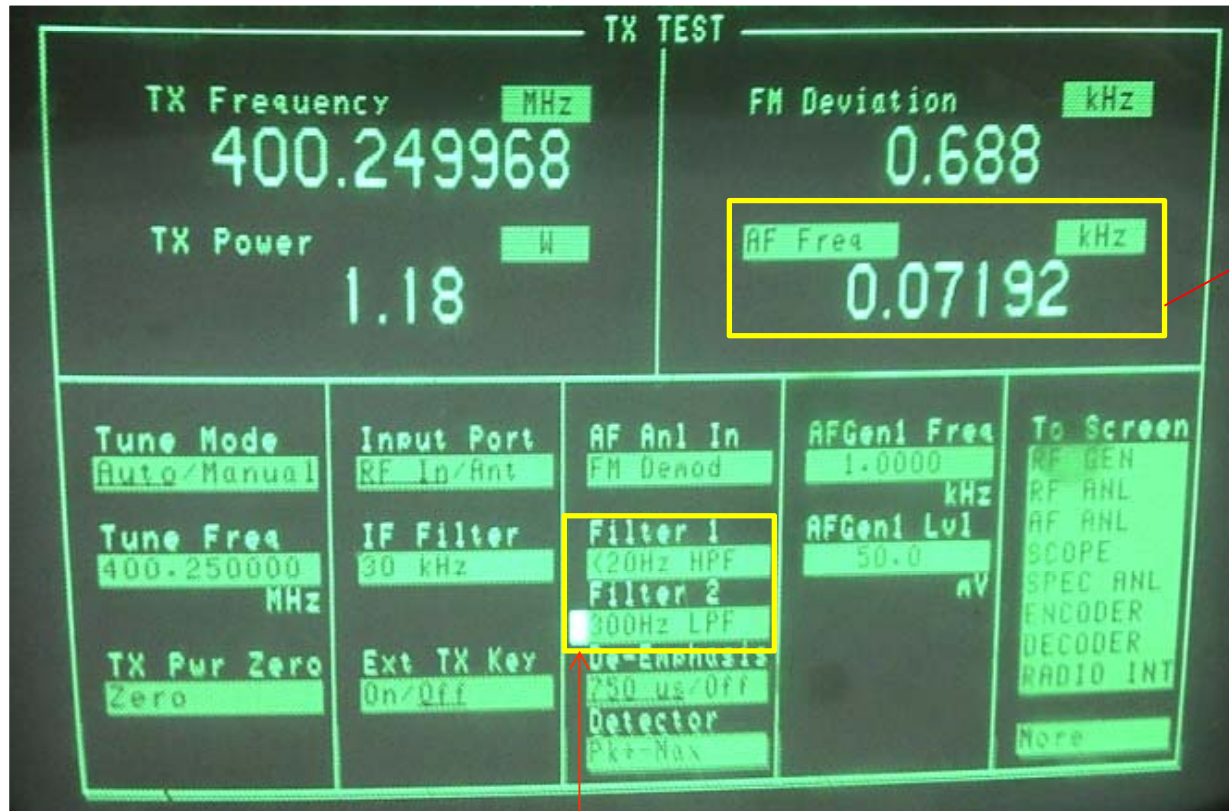 TX TEST
TX Frequency MHz
400.249968
TX Power W
1.18
FM Deviation kHz
0.688
AF Freq kHz
0.07192
Tune Mode
Auto/Manual
Tune Freq
400.250000
MHz
TX Pwr Zero
Zero
Input Port
RF In/Ant
IF Filter
30 kHz
Ext TX Key
On/Off
AF Anl In
FM Demod
Filter 1
<20Hz HPF
Filter 2
300Hz LPF
De-Emphasis
750 us/Off
Detector
Pk+-Max
AFGen1 Freq
1.0000
kHz
AFGen1 Lvl
50.0
mV
To Screen
RF GEN
RF ANL
AF ANL
SCOPE
SPEC ANL
ENCODER
DECODER
RADIO INT
More